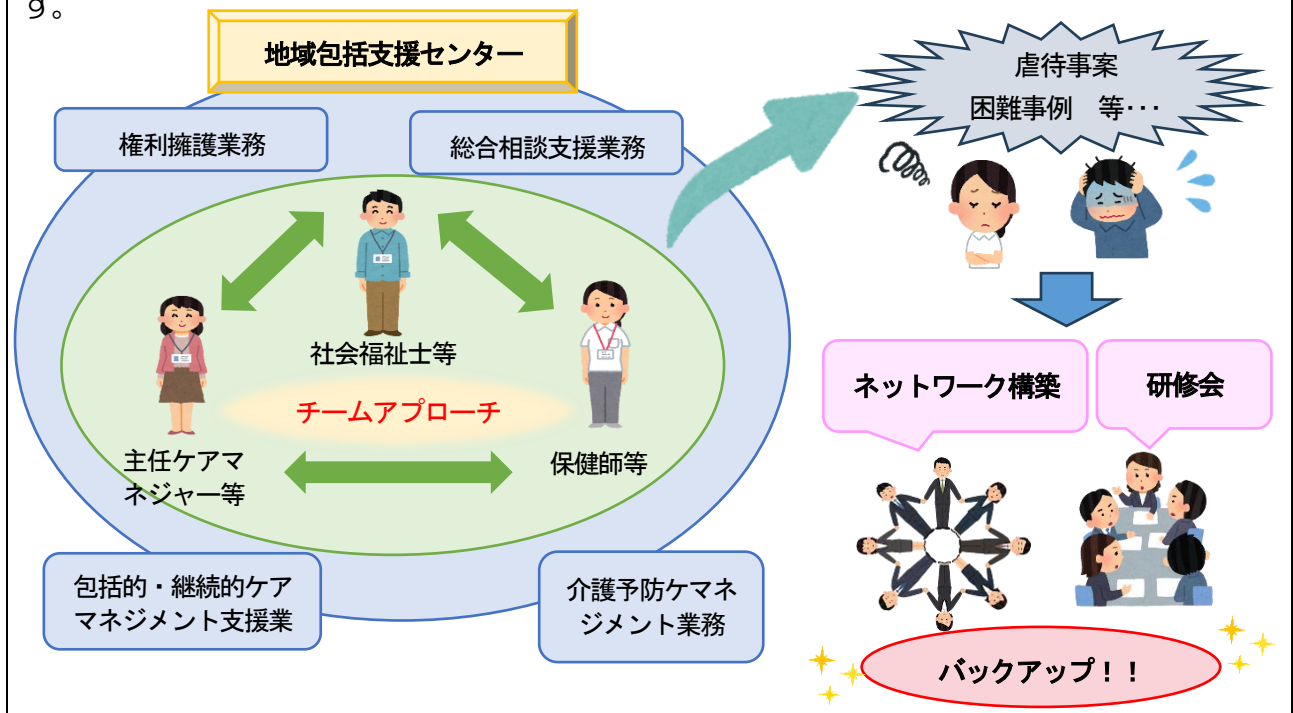 す。
地域包括支援センター
権利擁護業務
総合相談支援業務
社会福祉士等
チームアプローチ
主任ケアマ
ネジャー等
保健師等
包括的・継続的ケア
マネジメント支援業
介護予防ケマネ
ジメント業務
虐待事案
困難事例　等･･･
ネットワーク構築
研修会
バックアップ！！